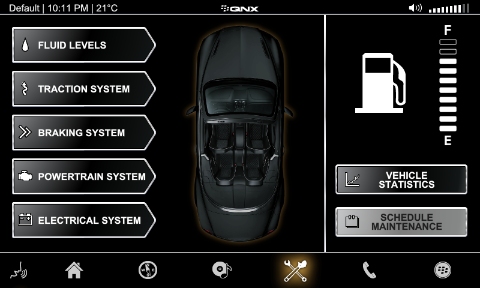 Default | 10:11 PM | 21°C
QNX
FLUID LEVELS
TRACTION SYSTEM
BRAKING SYSTEM
POWERTRAIN SYSTEM
ELECTRICAL SYSTEM
F
E
VEHICLE
STATISTICS
SCHEDULE
MAINTENANCE